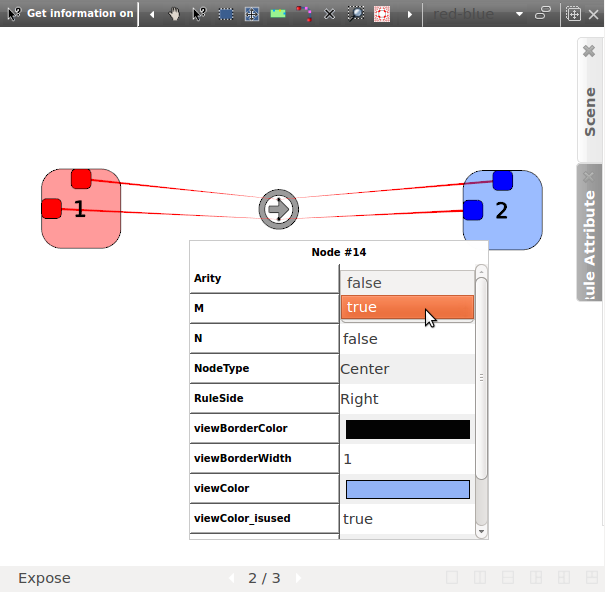 Get information on
red-blue
Scene
ule Attribute
1
2
Node #14
Arity
false
M
true
N
false
NodeType
Center
RuleSide
Right
viewBorderColor
viewBorderWidth
1
viewColor
viewColor_isused
true
Expose
2 / 3